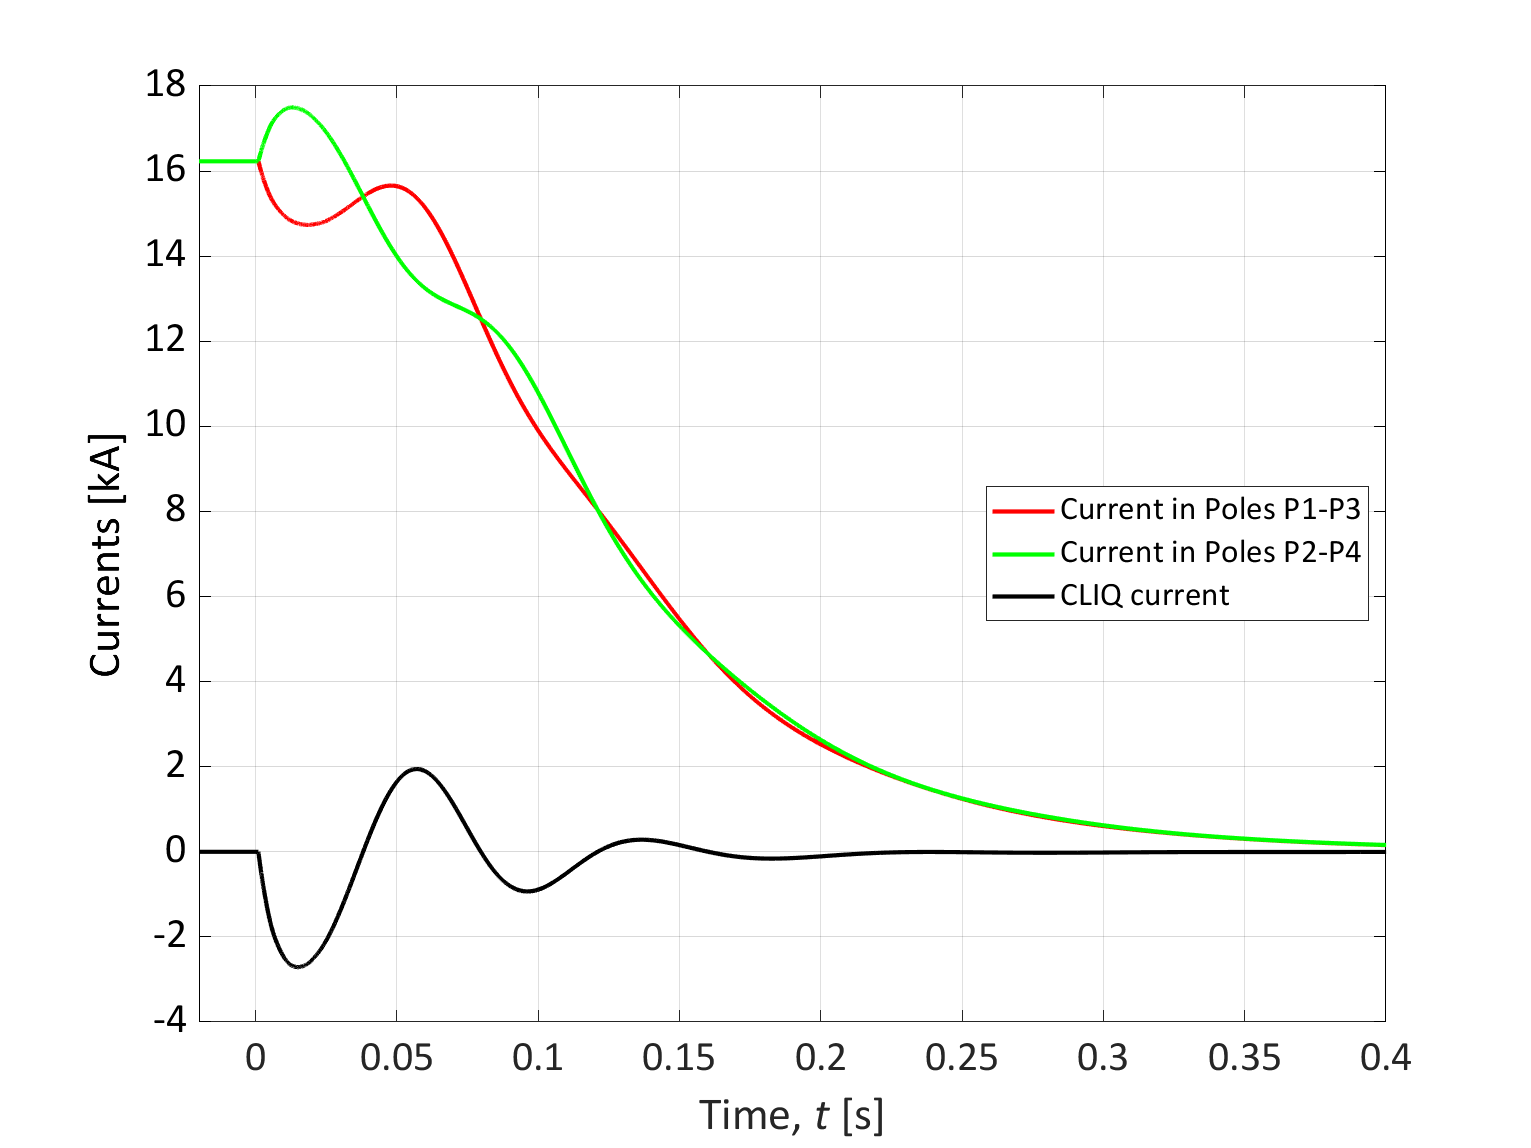 18
16
14
12
10
8
6
4
2
0
-2
-4
Currents [kA]
Current in Poles P1-P3
Current in Poles P2-P4
CLIQ current
0 0.05 0.1 0.15 0.2 0.25 0.3 0.35 0.4
Time, t [s]